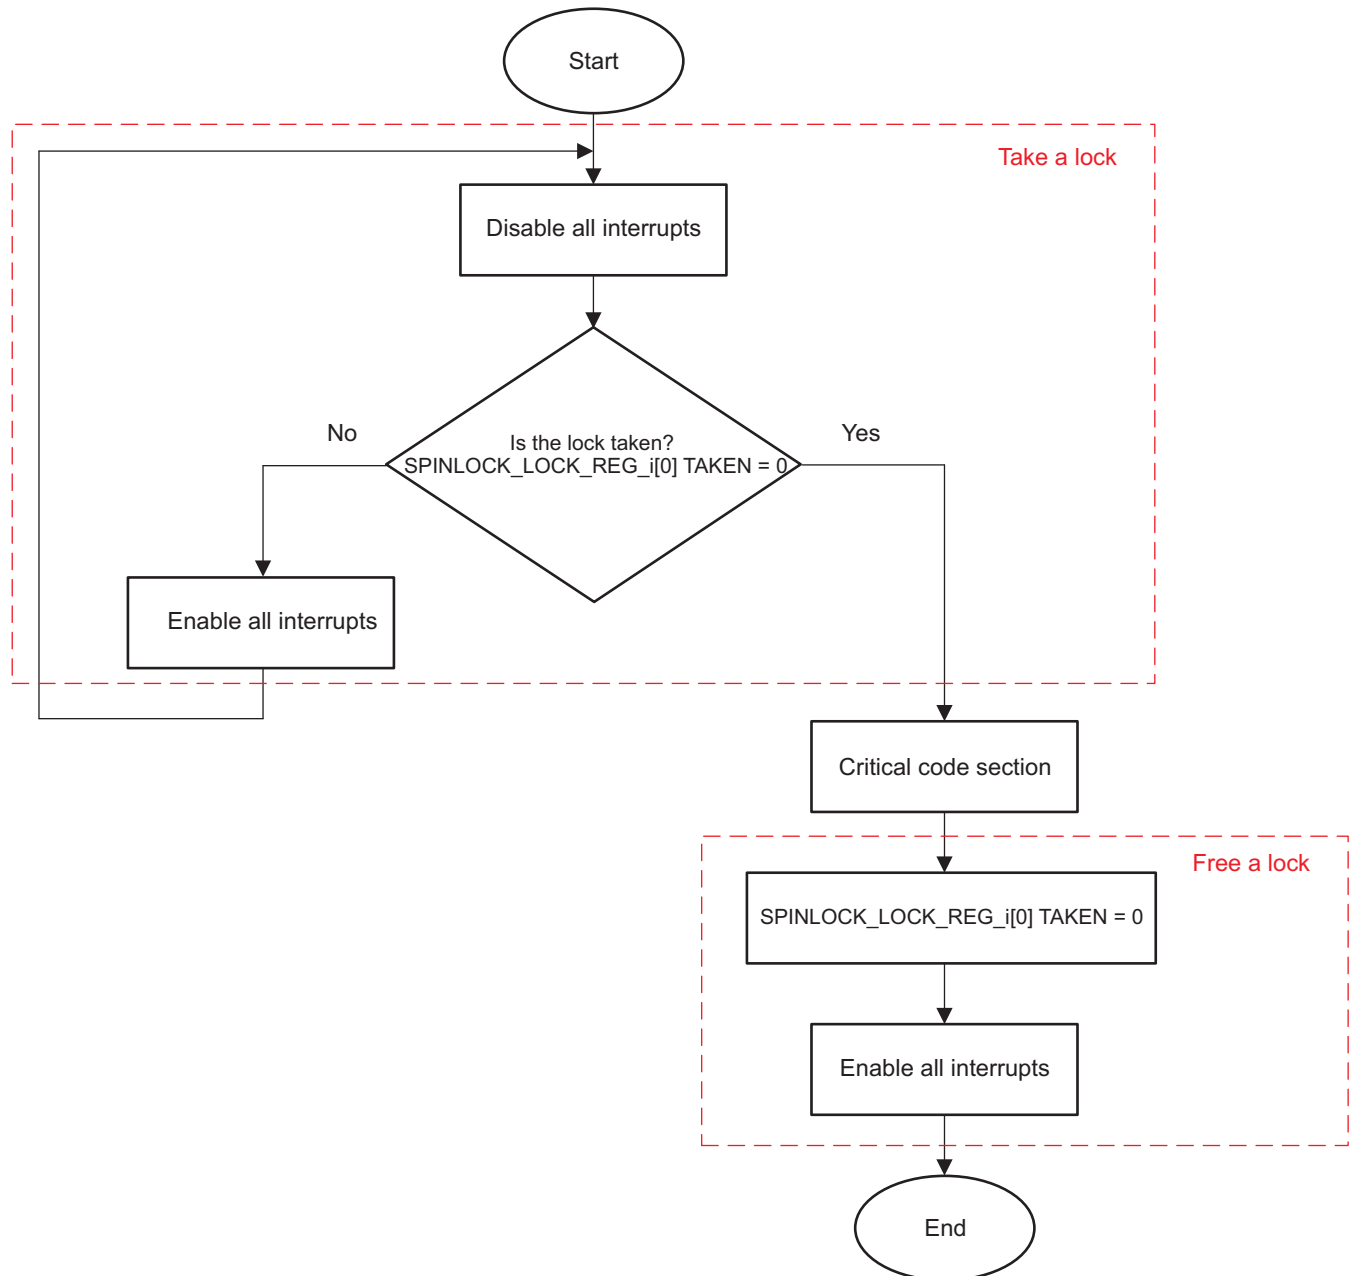 Start
Take a lock
Disable all interrupts
No
Yes
Is the lock taken?
SPINLOCK_LOCK_REG_i[0] TAKEN = 0
Enable all interrupts
Critical code section
Free a lock
SPINLOCK_LOCK_REG_i[0] TAKEN = 0
Enable all interrupts
End